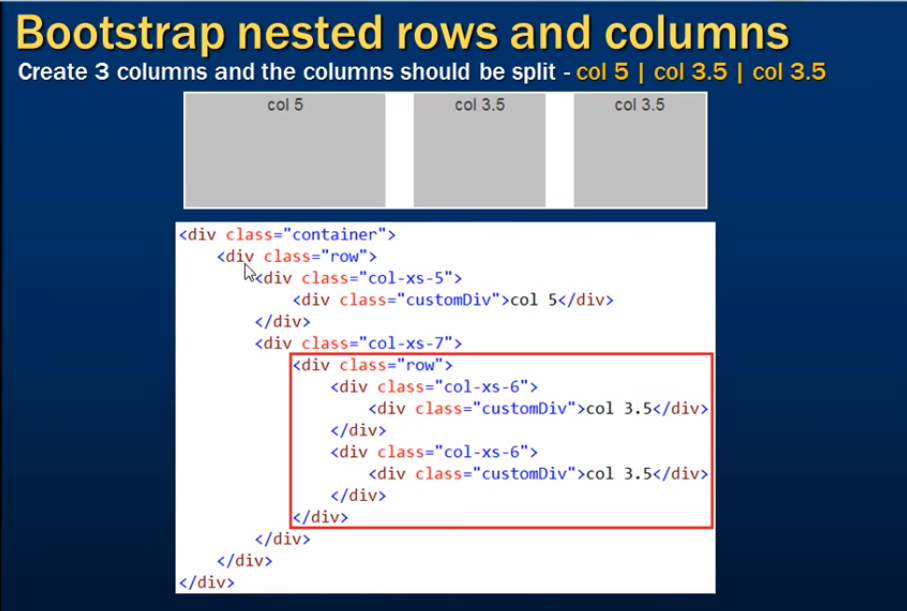 Bootstrap nested rows and columns
Create 3 columns and the columns should be split - col 5 | col 3.5 | col 3.5
col 5 col 3.5 col 3.5
<div class="container">
<div class="row">
<div class="col-xs-5">
<div class="customDiv">col 5</div>
</div>
<div class="col-xs-7">
<div class="row">
<div class="col-xs-6">
<div class="customDiv">col 3.5</div>
</div>
<div class="col-xs-6">
<div class="customDiv">col 3.5</div>
</div>
</div>
</div>
</div>
</div>